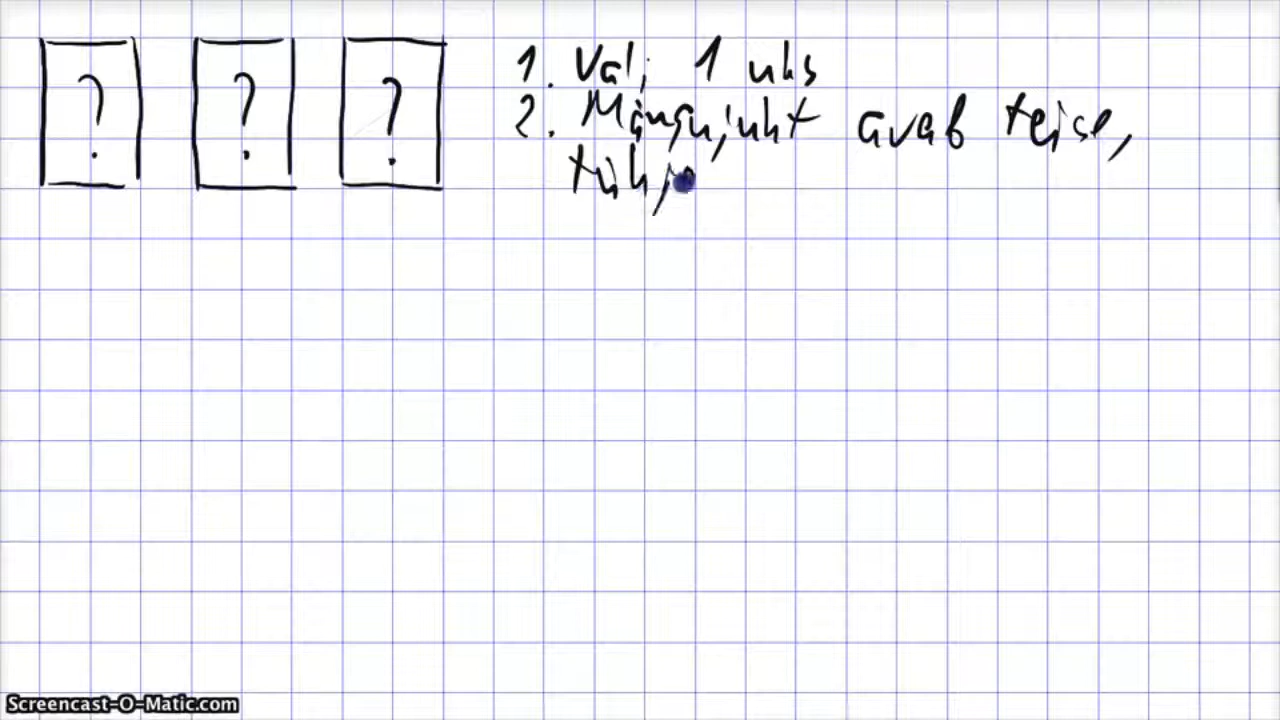 ? ? ?
1. Vali 1 uks
2. Mängujuht avab teise,
tühja
Screencast-O-Matic.com